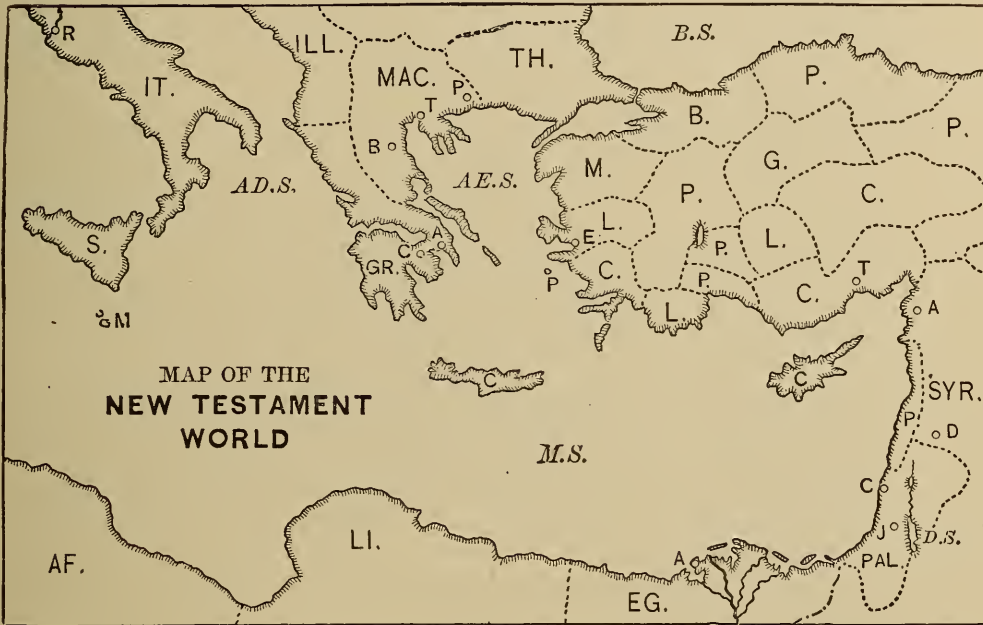 R
ILL.
TH.
B.S.
IT.
MAC.
P
T
P.
B.
P.
B
M.
G.
AD.S.
AE.S.
P.
C.
S.
L.
L.
A
E
P.
C
GR.
C.
P
P.
T
C.
L.
M
A
MAP OF THE
NEW TESTAMENT
WORLD
C
C
SYR.
P
D
M.S.
C
J
D.S.
AF.
LI.
A
PAL.
EG.